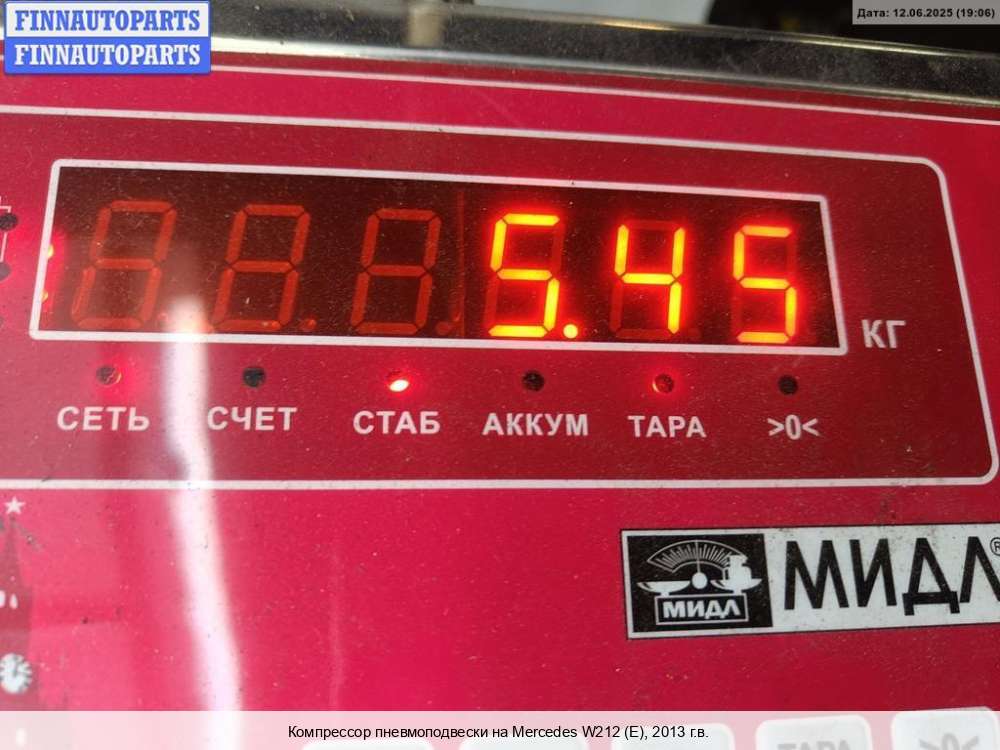 FINNAUTOPARTS
FINNAUTOPARTS
Дата: 12.06.2025 (19:06)
5.45
КГ
СЕТЬ СЧЕТ СТАБ АККУМ ТАРА >0<
МИДЛ
МИДЛ®
ТАРА
Компрессор пневмоподвески на Mercedes W212 (E), 2013 г.в.